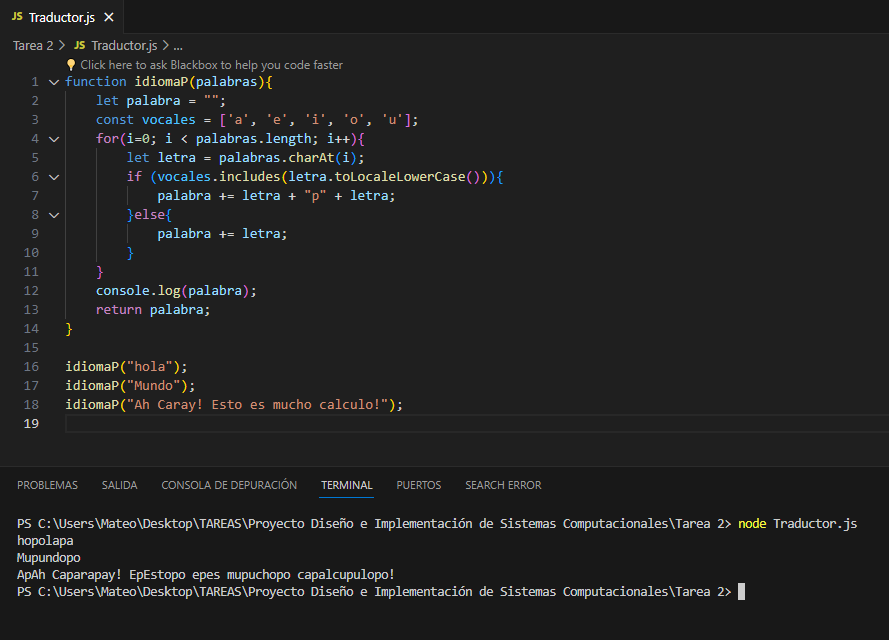 JS Traductor.js
Tarea 2 > JS Traductor.js > ...
Click here to ask Blackbox to help you code faster
1 function idiomaP(palabras){
2     let palabra = "";
3     const vocales = ['a', 'e', 'i', 'o', 'u'];
4     for(i=0; i < palabras.length; i++){
5         let letra = palabras.charAt(i);
6         if (vocales.includes(letra.toLocaleLowerCase())){
7             palabra += letra + "p" + letra;
8         }else{
9             palabra += letra;
10         }
11     }
12     console.log(palabra);
13     return palabra;
14 }
15
16 idiomaP("hola");
17 idiomaP("Mundo");
18 idiomaP("Ah Caray! Esto es mucho calculo!");
19
PROBLEMAS SALIDA CONSOLA DE DEPURACIÓN TERMINAL PUERTOS SEARCH ERROR
PS C:\Users\Mateo\Desktop\TAREAS\Proyecto Diseño e Implementación de Sistemas Computacionales\Tarea 2> node Traductor.js
hopolapa
Mupundopo
ApAh Caparapay! EpEstopo epes mupuchopo capalcupulopo!
PS C:\Users\Mateo\Desktop\TAREAS\Proyecto Diseño e Implementación de Sistemas Computacionales\Tarea 2>